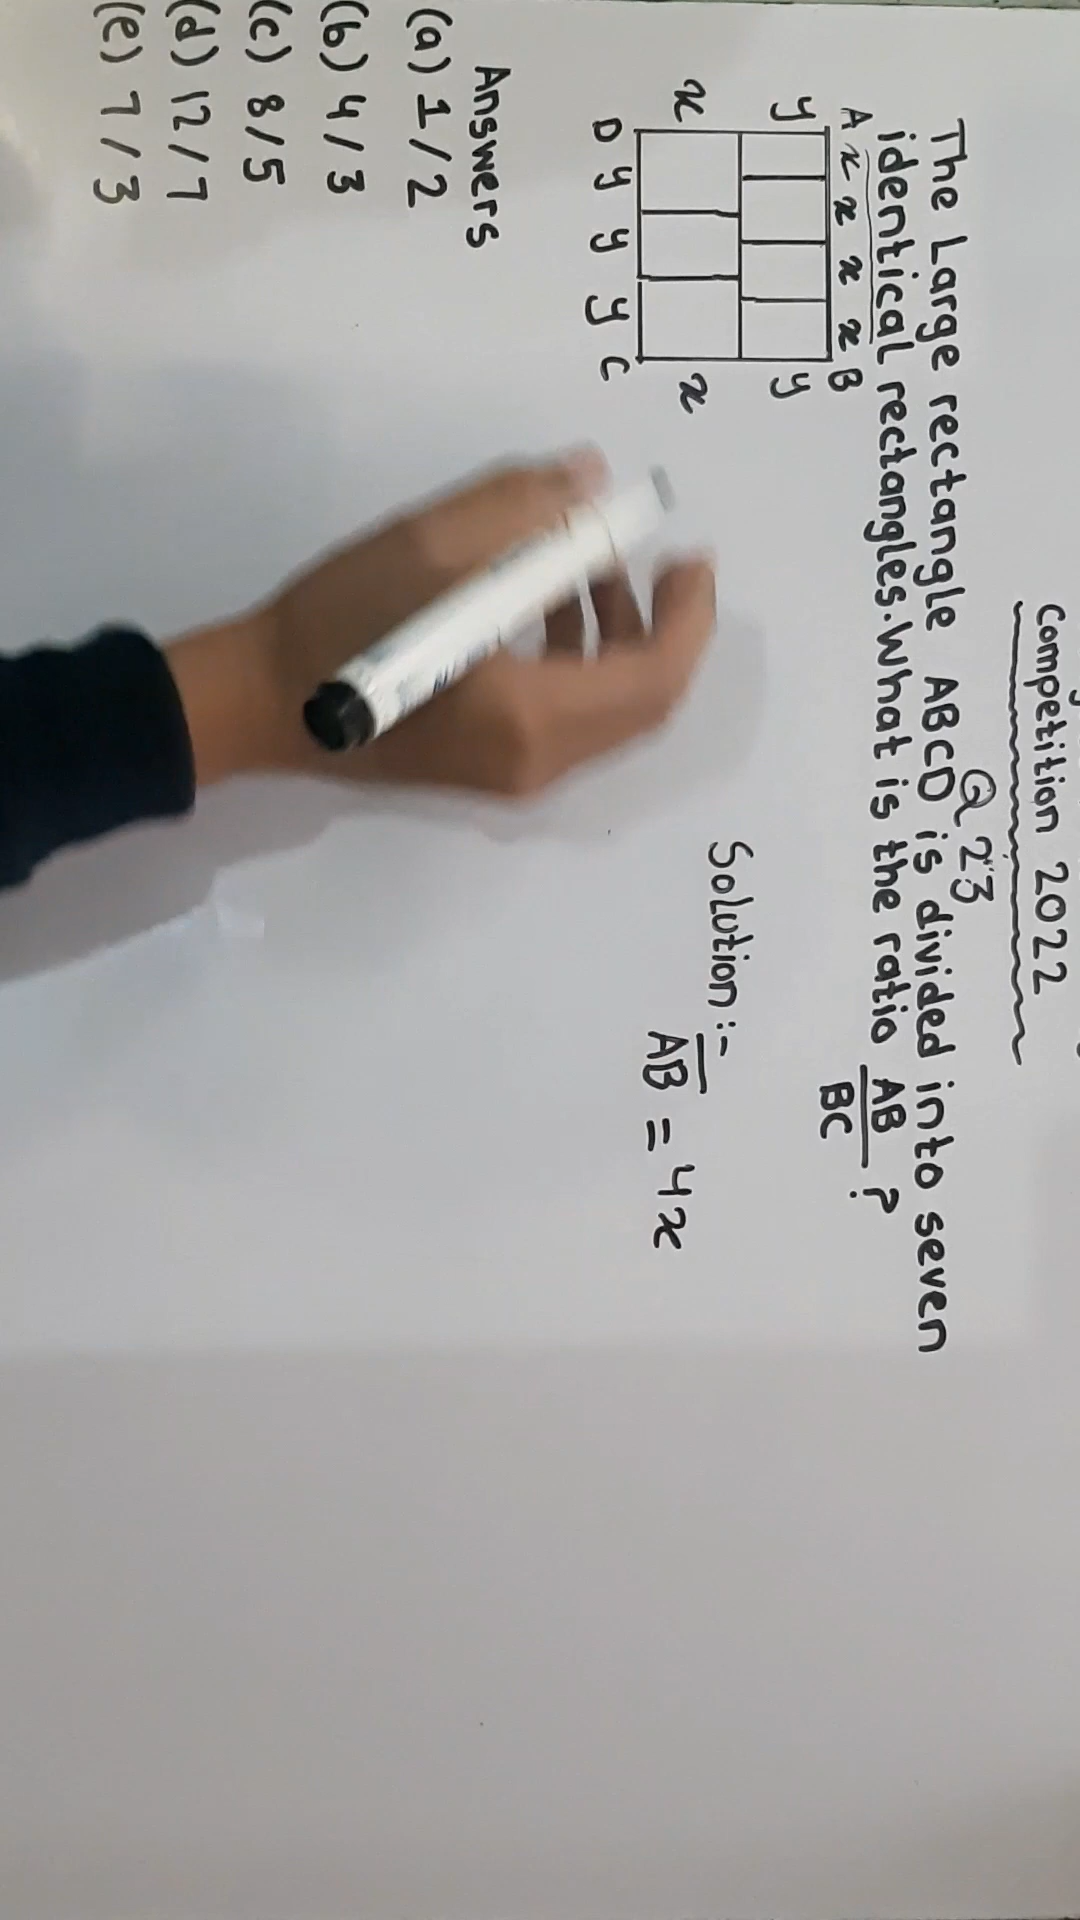 Competition 2022
Q 23
The Large rectangle ABCD is divided into seven
identical rectangles. What is the ratio AB
BC ?
A x x x x B
y y
x x
D y y y C
Solution :-
AB = 4x
Answers
(a) 1/2
(b) 4/3
(c) 8/5
(d) 12/7
(e) 7/3